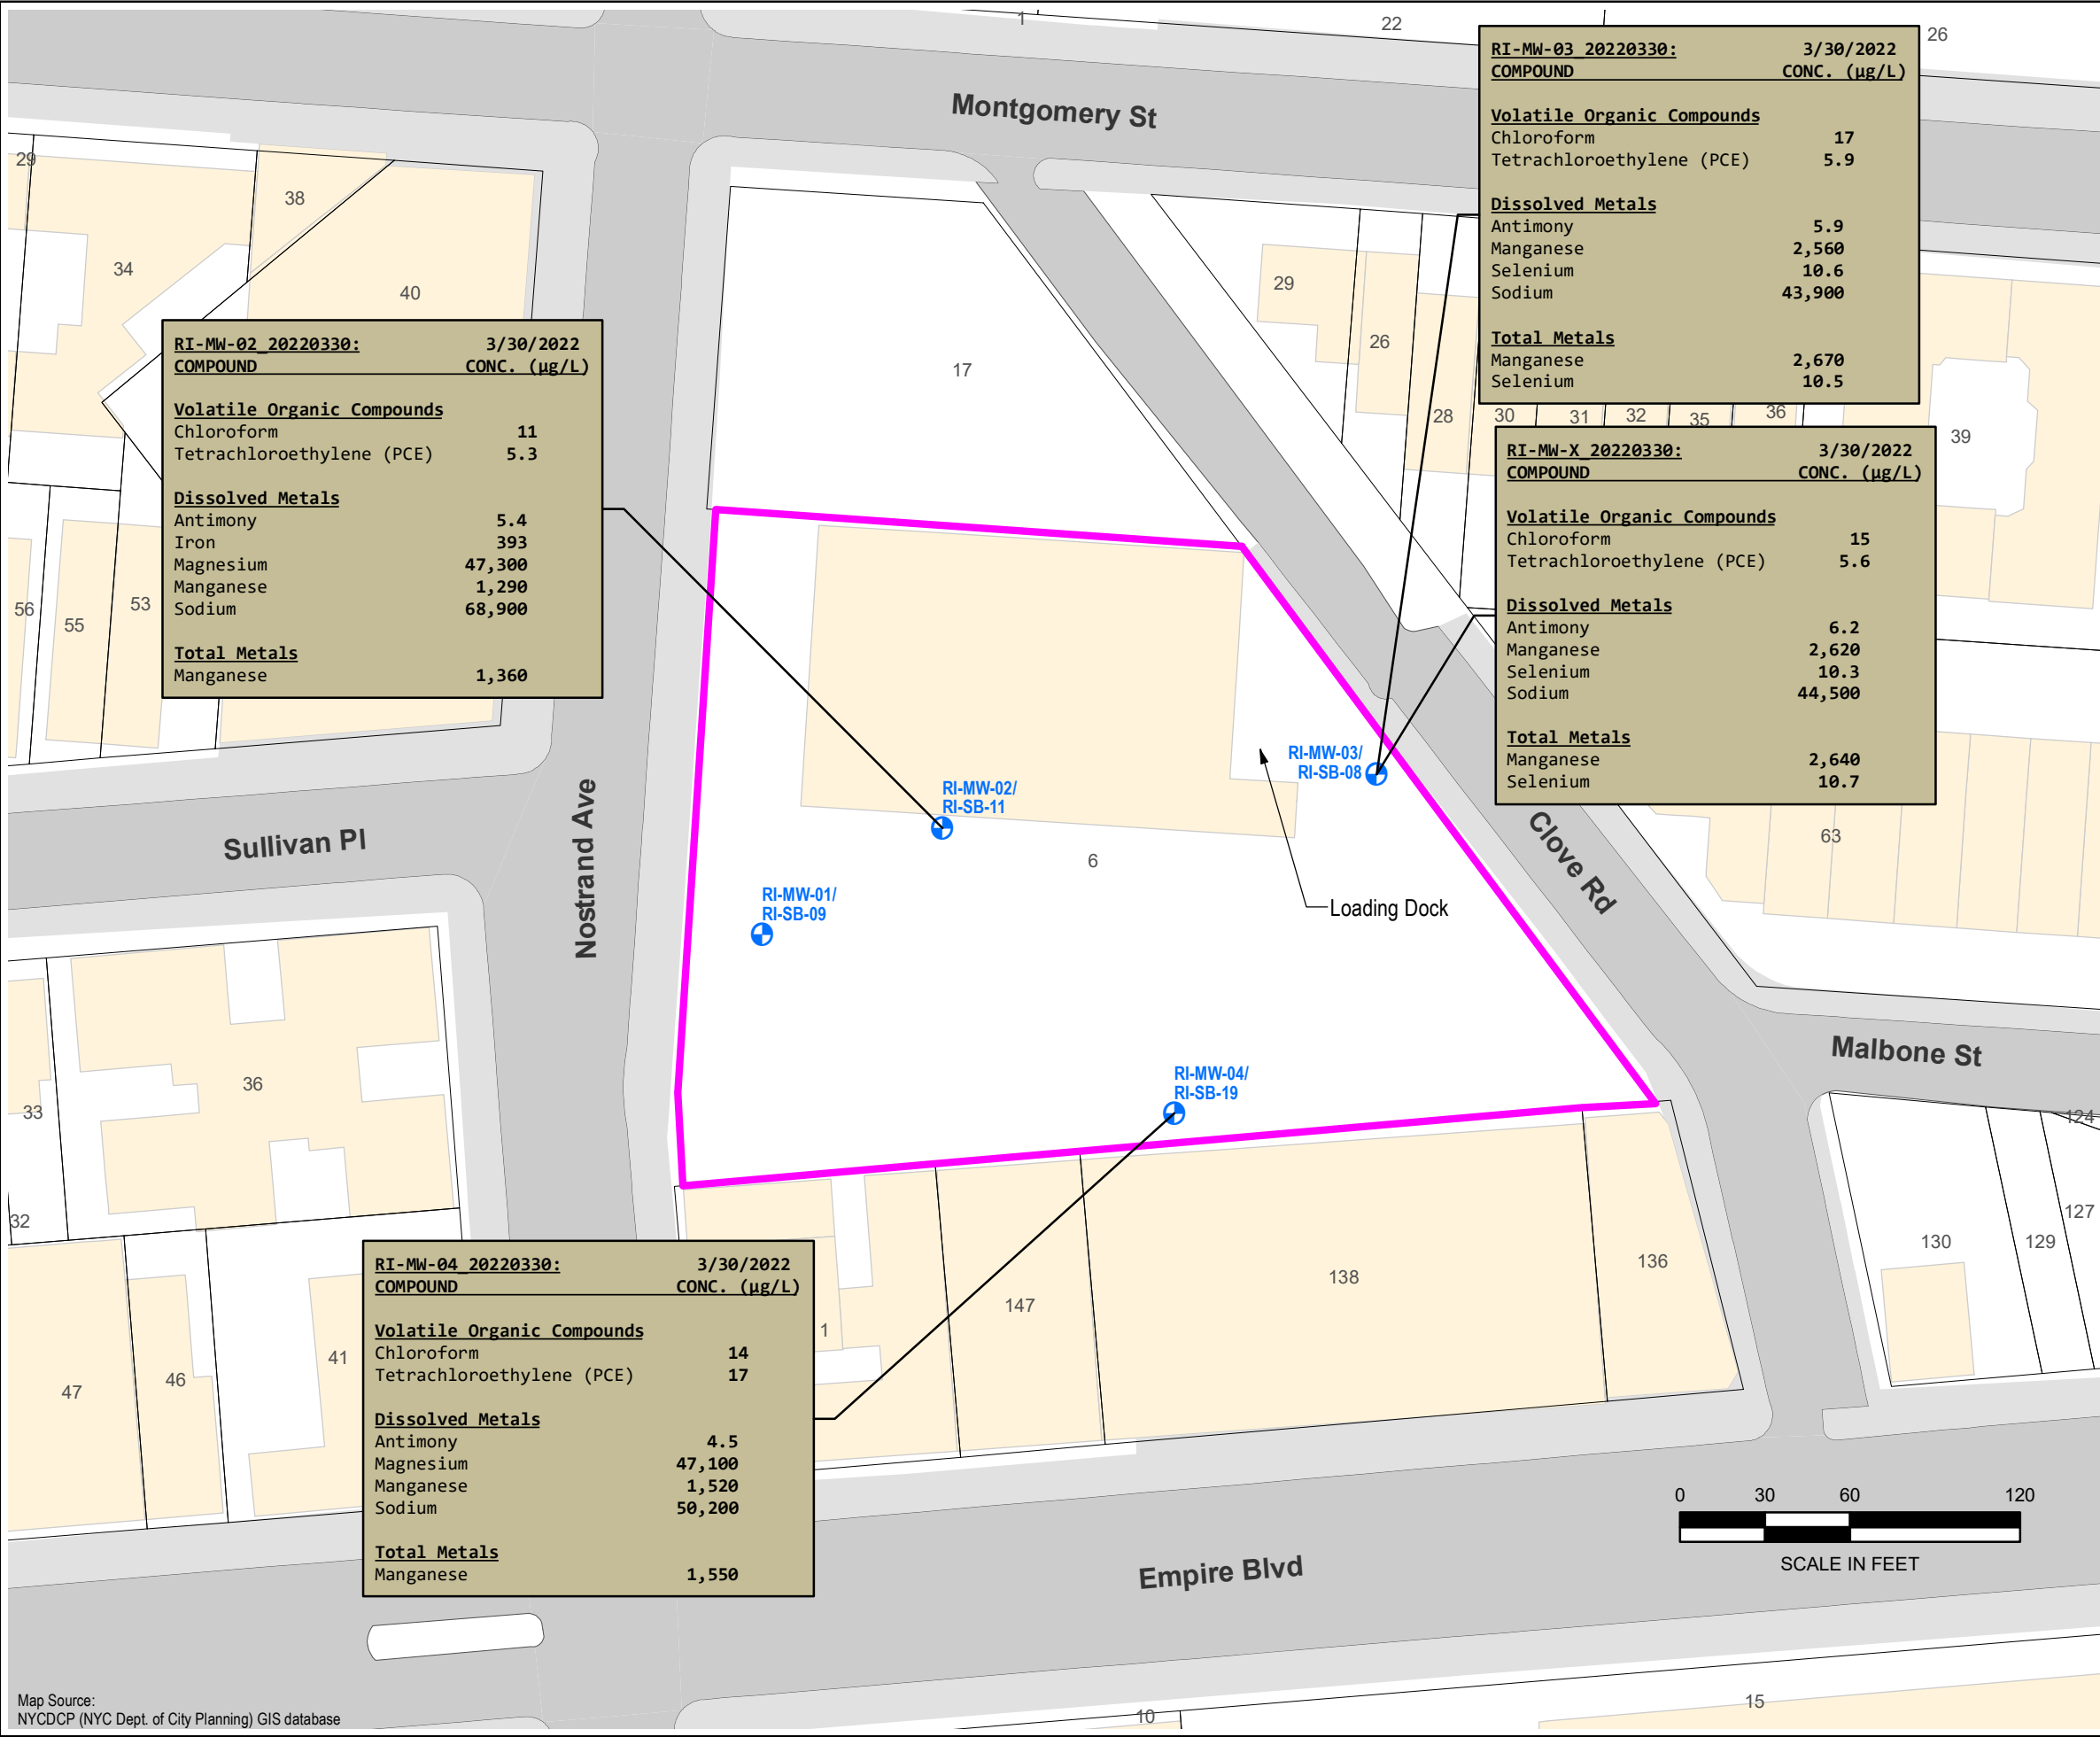 1
22
26
Montgomery St
RI-MW-03_20220330: 3/30/2022
COMPOUND CONC. (µg/L)
Volatile Organic Compounds
Chloroform 17
Tetrachloroethylene (PCE) 5.9
Dissolved Metals
Antimony 5.9
Manganese 2,560
Selenium 10.6
Sodium 43,900
Total Metals
Manganese 2,670
Selenium 10.5
29
38
34
40
17
29
26
28
30
31
32
35
36
39
RI-MW-02_20220330: 3/30/2022
COMPOUND CONC. (µg/L)
Volatile Organic Compounds
Chloroform 11
Tetrachloroethylene (PCE) 5.3
Dissolved Metals
Antimony 5.4
Iron 393
Magnesium 47,300
Manganese 1,290
Sodium 68,900
Total Metals
Manganese 1,360
RI-MW-X_20220330: 3/30/2022
COMPOUND CONC. (µg/L)
Volatile Organic Compounds
Chloroform 15
Tetrachloroethylene (PCE) 5.6
Dissolved Metals
Antimony 6.2
Manganese 2,620
Selenium 10.3
Sodium 44,500
Total Metals
Manganese 2,640
Selenium 10.7
56
55
53
RI-MW-03/
RI-SB-08
RI-MW-02/
RI-SB-11
Sullivan Pl
Nostrand Ave
6
Clove Rd
63
RI-MW-01/
RI-SB-09
Loading Dock
Malbone St
RI-MW-04/
RI-SB-19
36
33
32
124
127
129
130
136
138
147
1
RI-MW-04_20220330: 3/30/2022
COMPOUND CONC. (µg/L)
Volatile Organic Compounds
Chloroform 14
Tetrachloroethylene (PCE) 17
Dissolved Metals
Antimony 4.5
Magnesium 47,100
Manganese 1,520
Sodium 50,200
Total Metals
Manganese 1,550
41
46
47
0 30 60 120
SCALE IN FEET
Empire Blvd
Map Source:
NYCDCP (NYC Dept. of City Planning) GIS database
10
15